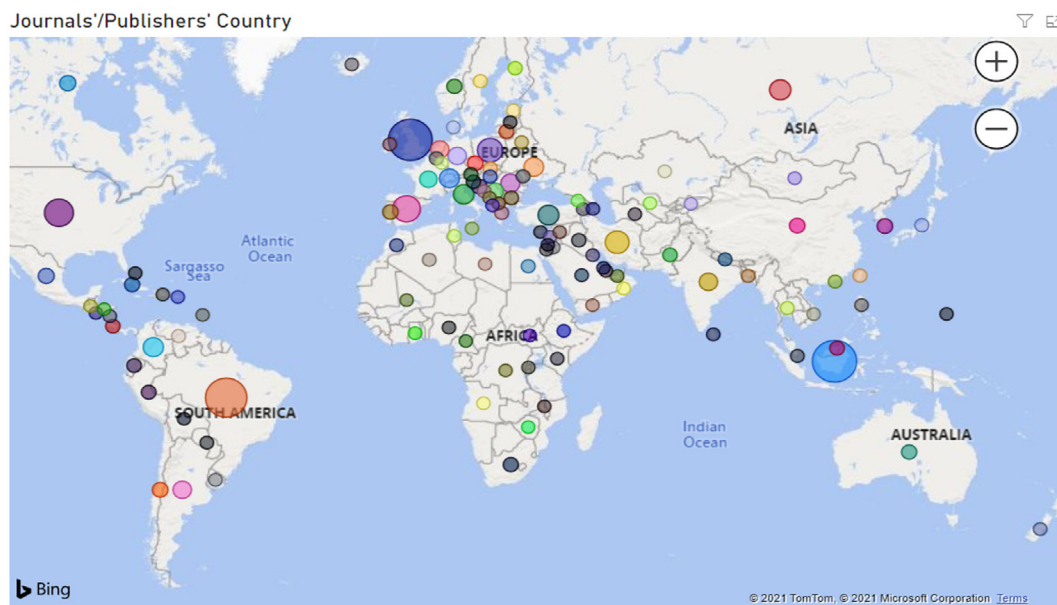 Journals'/Publishers' Country
ASIA
EUROPE
Atlantic
Ocean
Sargasso
Sea
AFRICA
SOUTH AMERICA
Indian
Ocean
AUSTRALIA
Bing
© 2021 TomTom, © 2021 Microsoft Corporation Terms